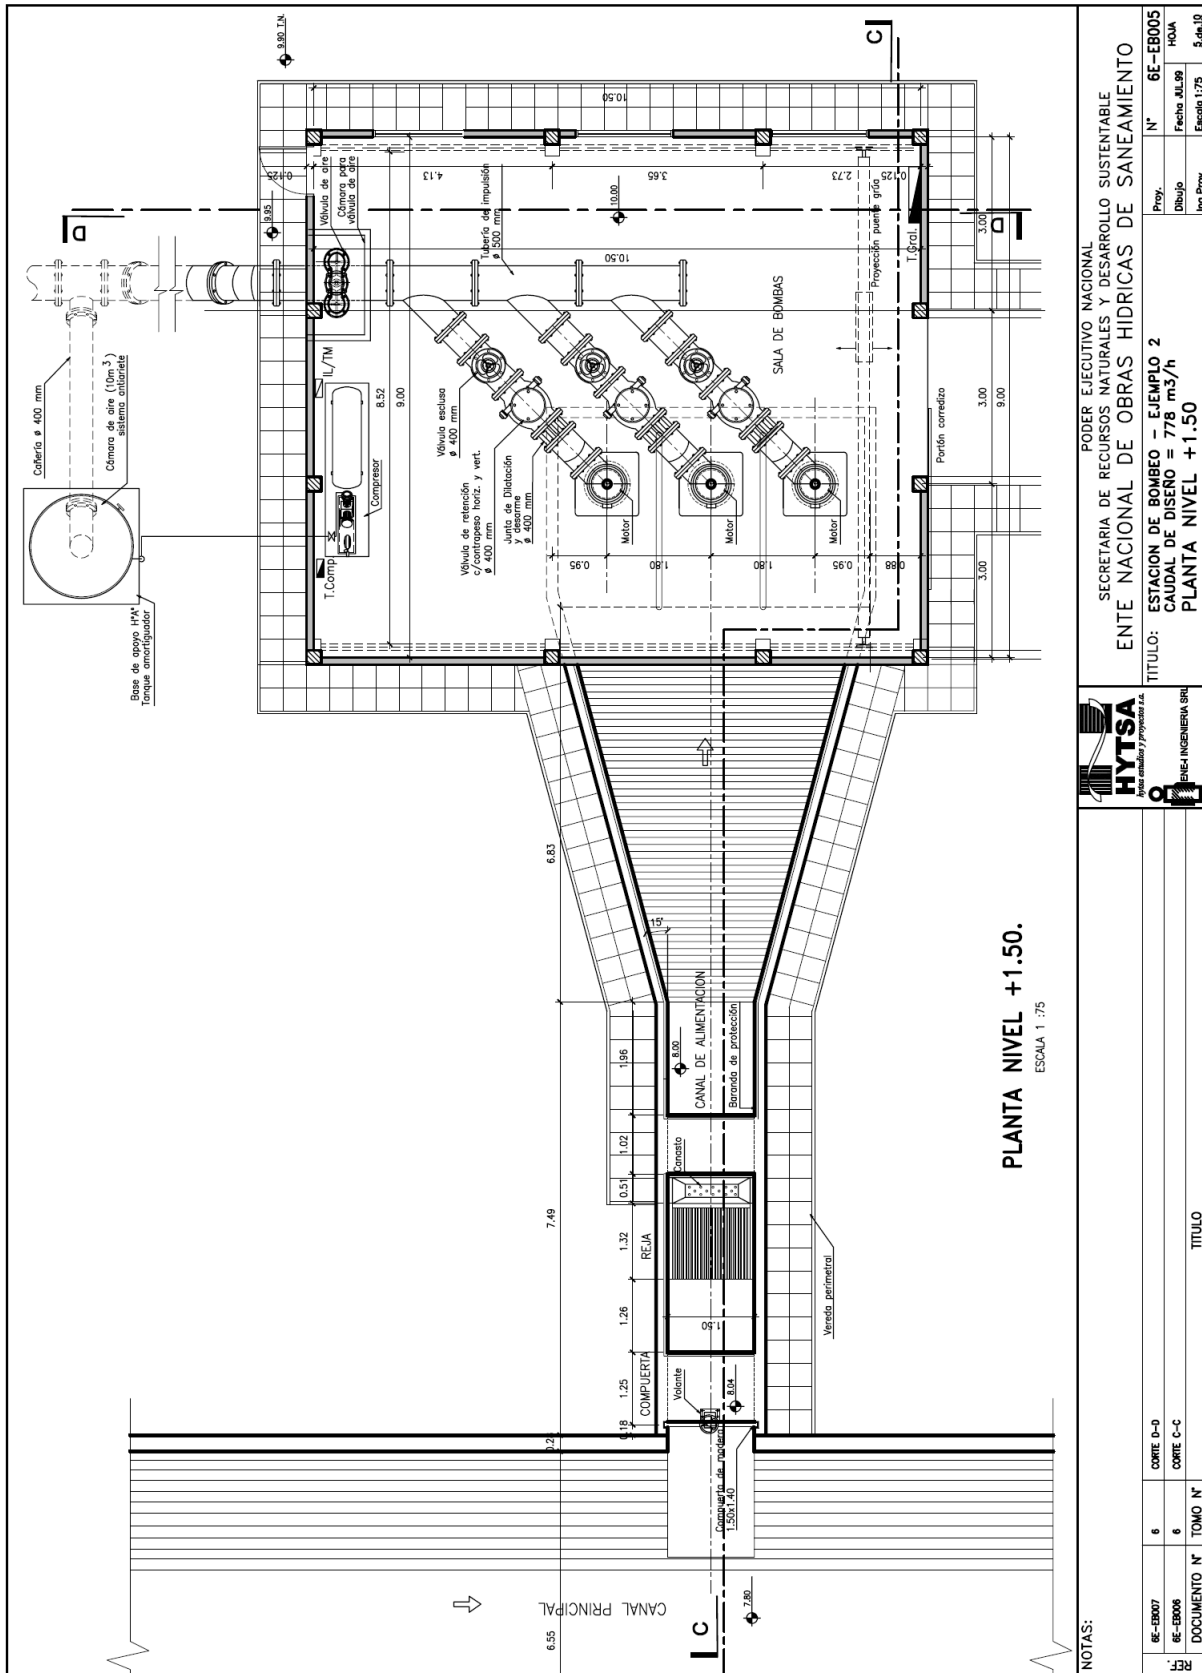 9.90 T.N.
C
10.50
Cañería ø 400 mm
Cámara de aire (10m³)
sistema antiariete
Base de apoyo HºAº
Tanque amortiguador
D
9.95
Válvula de aire
Cámara para
válvula de aire
0.125
4.13
3.65
2.73
0.125
Tubería de impulsión
ø 500 mm
10.00
10.50
T.Gral.
3.00
D
IL/TM
8.52
9.00
SALA DE BOMBAS
Proyección puente grúa
Compresor
T.Comp
Válvula esclusa
ø 400 mm
Válvula de retención
c/contrapeso horiz. y vert.
ø 400 mm
Junta de Dilatación
y desarme
ø 400 mm
Motor
Motor
Motor
0.95
1.80
1.80
0.95
0.88
Portón corredizo
3.00
9.00
3.00
6.83
15°
CANAL DE ALIMENTACION
8.00
Baranda de protección
1.96
1.02
0.51
Canasto
7.49
1.32
REJA
1.26
1.50
1.25
COMPUERTA
Volante
8.04
0.18
Compuerta de madera
1.50x1.40
Vereda perimetral
CANAL PRINCIPAL
7.80
6.55
C
PLANTA NIVEL +1.50.
ESCALA 1 :75
NOTAS:
REF.
6E-EB007 6 CORTE D-D
6E-EB006 6 CORTE C-C
DOCUMENTO Nº TOMO Nº TITULO
HYTSA
hytsa estudios y proyectos s.a.
INGENIERIA SRL
PODER EJECUTIVO NACIONAL
SECRETARIA DE RECURSOS NATURALES Y DESARROLLO SUSTENTABLE
ENTE NACIONAL DE OBRAS HIDRICAS DE SANEAMIENTO
TITULO: ESTACION DE BOMBEO - EJEMPLO 2
CAUDAL DE DISEÑO = 778 m3/h
PLANTA NIVEL +1.50
Proy. Nº 6E-EB005
Dibujo Fecha JUL.99 HOJA
Ing.Proy. Escala 1:75 5 de 10